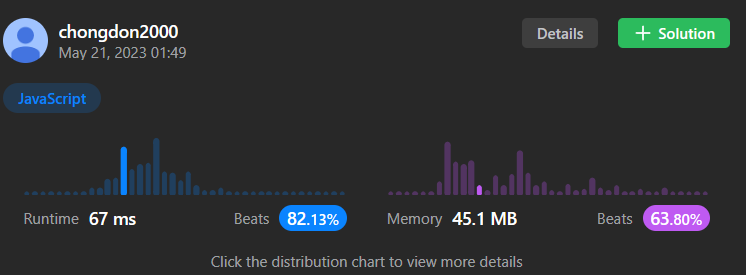 chongdon2000
May 21, 2023 01:49
Details
+ Solution
JavaScript
Runtime 67 ms Beats 82.13%
Memory 45.1 MB Beats 63.80%
Click the distribution chart to view more details